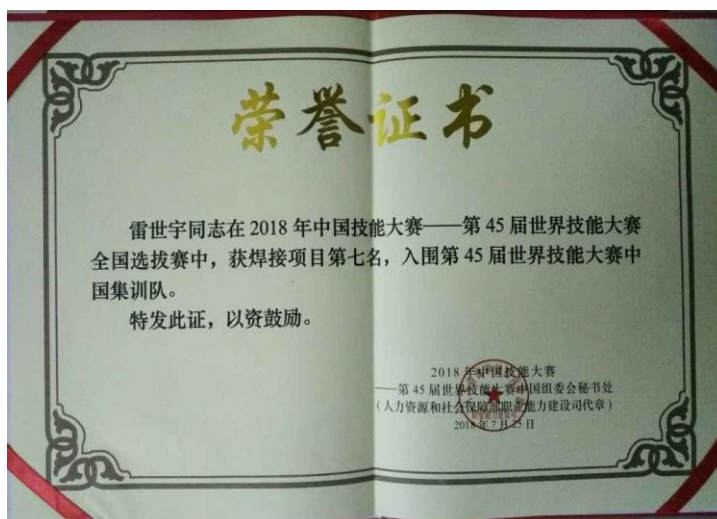 荣誉证书
雷世宇同志在2018年中国技能大赛——第45届世界技能大赛
全国选拔赛中，获焊接项目第七名，入围第45届世界技能大赛中
国集训队。
特发此证，以资鼓励。
2018年中国技能大赛
——第45届世界技能大赛中国组委会秘书处
（人力资源和社会保障部职业能力建设司代章）
2018年7月25日